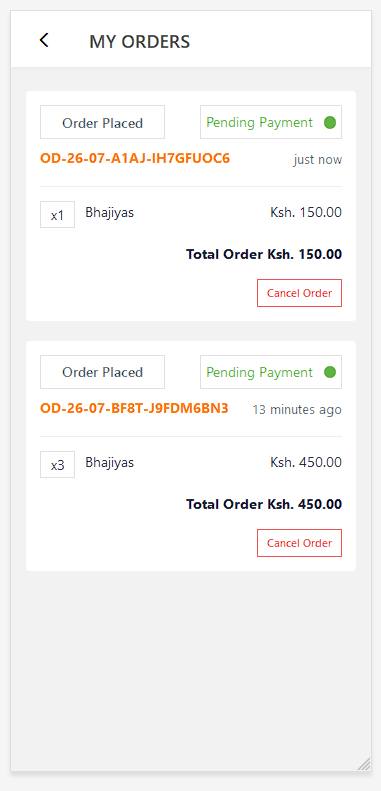 MY ORDERS
Order Placed Pending Payment
OD-26-07-A1AJ-IH7GFUOC6 just now
x1 Bhajiyas Ksh. 150.00
Total Order Ksh. 150.00
Cancel Order
Order Placed Pending Payment
OD-26-07-BF8T-J9FDM6BN3 13 minutes ago
x3 Bhajiyas Ksh. 450.00
Total Order Ksh. 450.00
Cancel Order